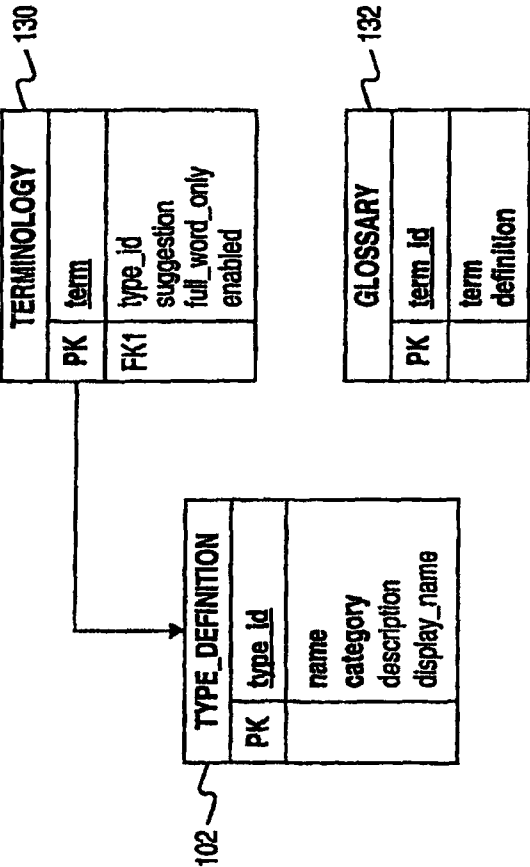 130
TERMINOLOGY
PK term
FK1 type_id
suggestion
full_word_only
enabled
132
GLOSSARY
PK term_id
term
definition
102
TYPE_DEFINITION
PK type_id
name
category
description
display_name